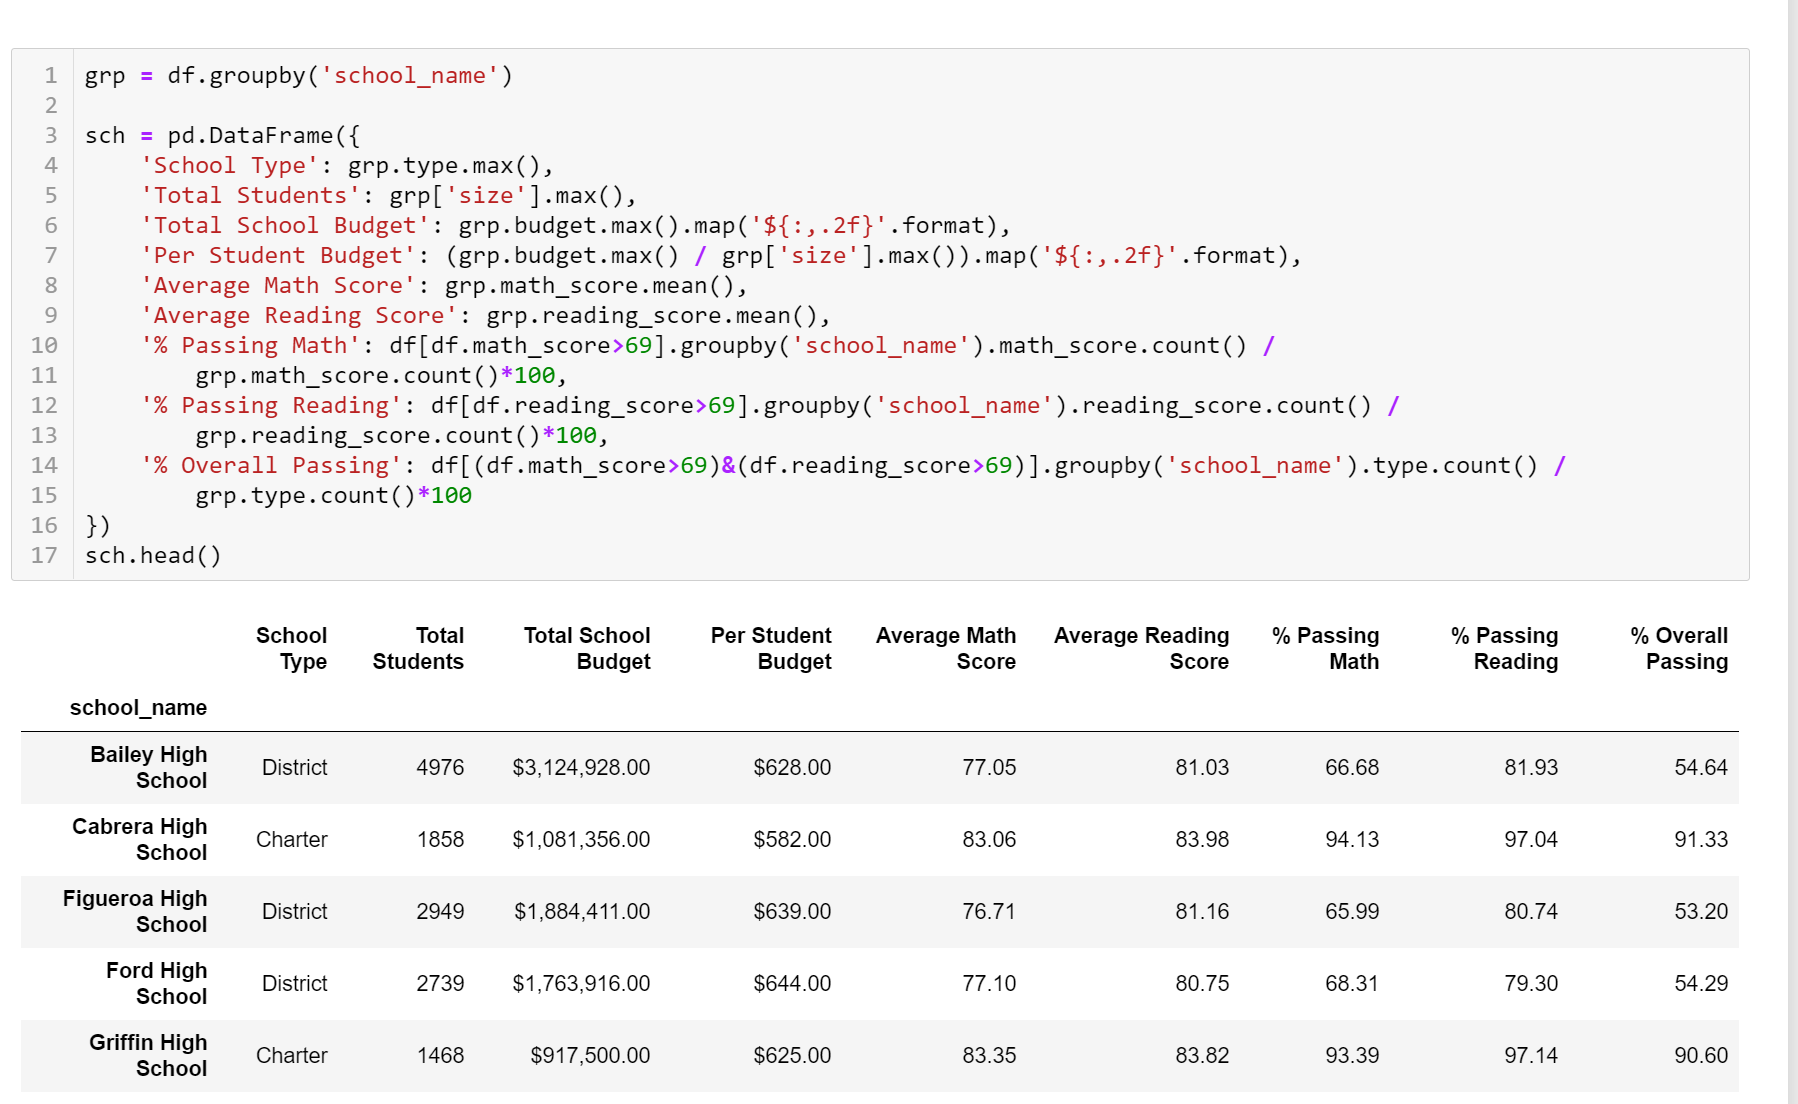 1 grp = df.groupby('school_name')
2
3 sch = pd.DataFrame({
4     'School Type': grp.type.max(),
5     'Total Students': grp['size'].max(),
6     'Total School Budget': grp.budget.max().map('${:,.2f}'.format),
7     'Per Student Budget': (grp.budget.max() / grp['size'].max()).map('${:,.2f}'.format),
8     'Average Math Score': grp.math_score.mean(),
9     'Average Reading Score': grp.reading_score.mean(),
10     '% Passing Math': df[df.math_score>69].groupby('school_name').math_score.count() /
11         grp.math_score.count()*100,
12     '% Passing Reading': df[df.reading_score>69].groupby('school_name').reading_score.count() /
13         grp.reading_score.count()*100,
14     '% Overall Passing': df[(df.math_score>69)&(df.reading_score>69)].groupby('school_name').type.count() /
15         grp.type.count()*100
16 })
17 sch.head()
School Total Total School Per Student Average Math Average Reading % Passing % Passing % Overall
Type Students Budget Budget Score Score Math Reading Passing
school_name
Bailey High
School District 4976 $3,124,928.00 $628.00 77.05 81.03 66.68 81.93 54.64
Cabrera High
School Charter 1858 $1,081,356.00 $582.00 83.06 83.98 94.13 97.04 91.33
Figueroa High
School District 2949 $1,884,411.00 $639.00 76.71 81.16 65.99 80.74 53.20
Ford High
School District 2739 $1,763,916.00 $644.00 77.10 80.75 68.31 79.30 54.29
Griffin High
School Charter 1468 $917,500.00 $625.00 83.35 83.82 93.39 97.14 90.60